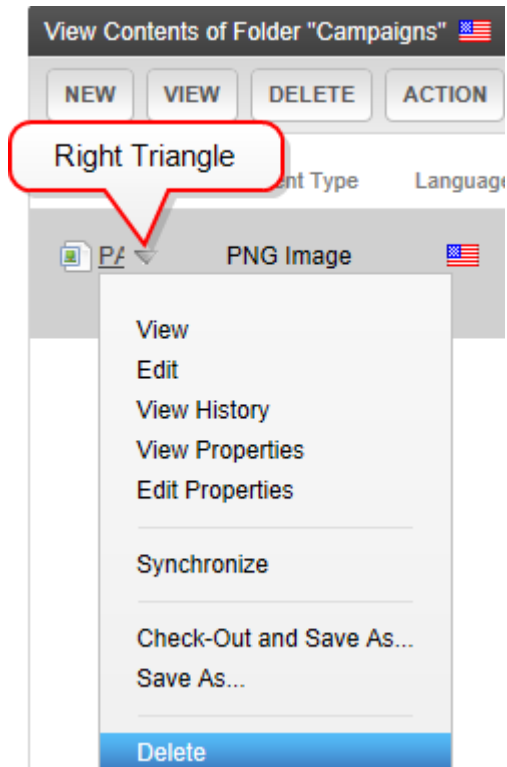 View Contents of Folder "Campaigns"
NEW VIEW DELETE ACTION
Right Triangle
ent Type Language
PA PNG Image
View
Edit
View History
View Properties
Edit Properties
Synchronize
Check-Out and Save As...
Save As...
Delete